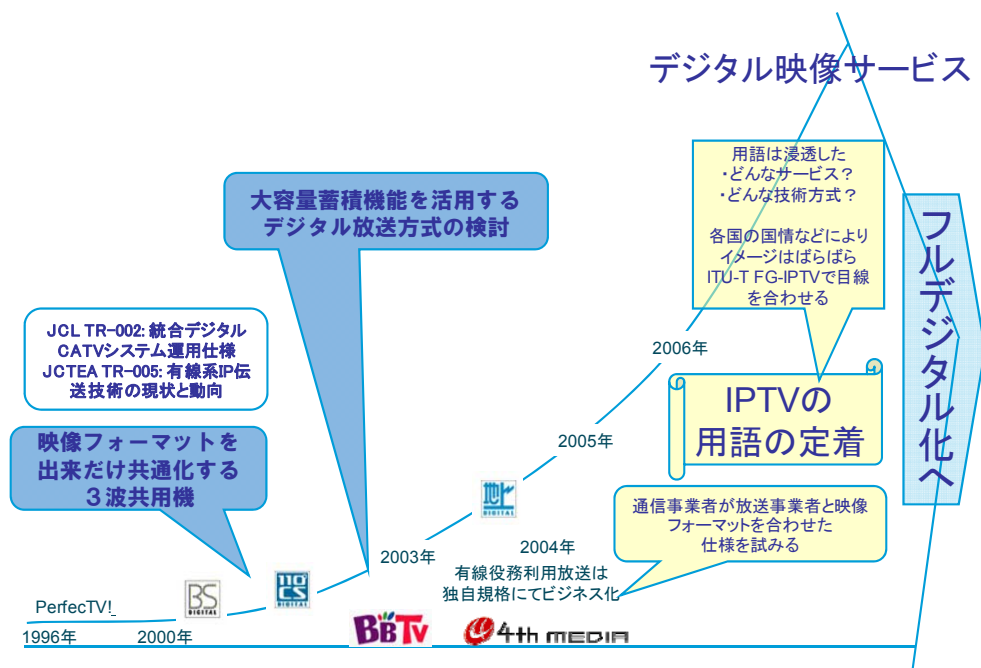 デジタル映像サービス
用語は浸透した
・どんなサービス？
・どんな技術方式？
各国の国情などにより
イメージはばらばら
ITU-T FG-IPTVで目線
を合わせる
大容量蓄積機能を活用する
デジタル放送方式の検討
フルデジタル化へ
JCL TR-002: 統合デジタル
CATVシステム運用仕様
JCTEA TR-005: 有線系IP伝
送技術の現状と動向
2006年
IPTVの
用語の定着
映像フォーマットを
出来だけ共通化する
３波共用機
2005年
地上
DIGITAL
通信事業者が放送事業者と映像
フォーマットを合わせた
仕様を試みる
2003年
2004年
有線役務利用放送は
独自規格にてビジネス化
110°
CS
DIGITAL
BS
DIGITAL
PerfecTV!
1996年
2000年
BBTV
4th MEDIA